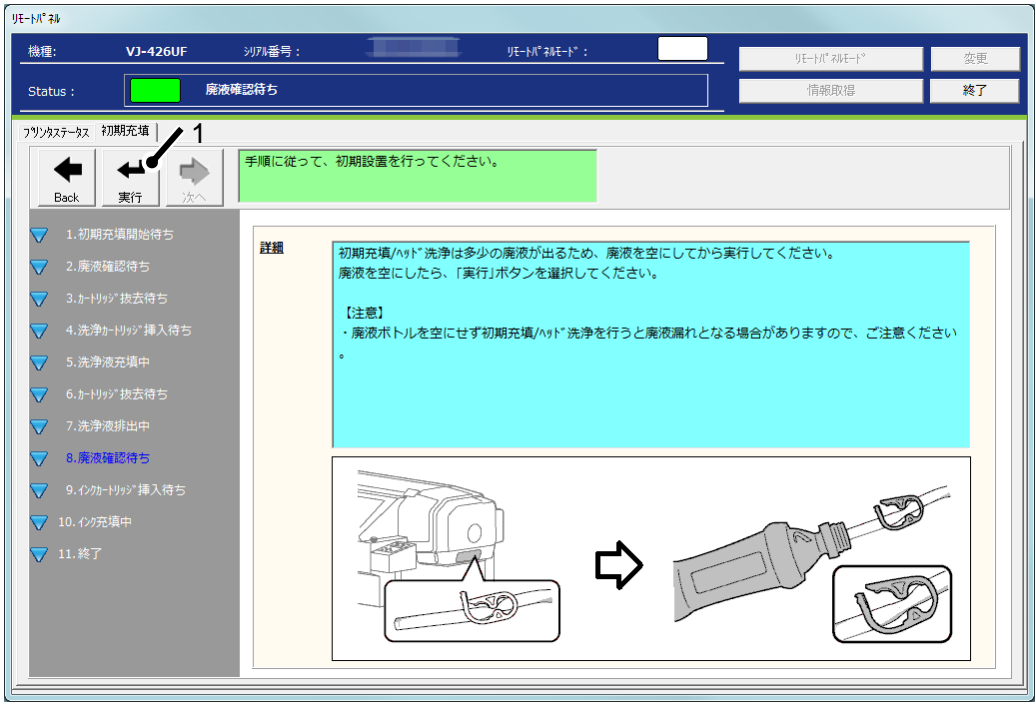 ﾘﾓｰﾄﾊﾟﾈﾙ
機種: VJ-426UF ｼﾘｱﾙ番号： ﾘﾓｰﾄﾊﾟﾈﾙﾓｰﾄﾞ：
ﾘﾓｰﾄﾊﾟﾈﾙﾓｰﾄﾞ 変更
Status： 廃液確認待ち
情報取得 終了
ﾌﾟﾘﾝﾀｽﾃｰﾀｽ 初期充填 1
Back 実行 次へ
手順に従って、初期設置を行ってください。
1.初期充填開始待ち
2.廃液確認待ち
3.ｶｰﾄﾘｯｼﾞ抜去待ち
4.洗浄ｶｰﾄﾘｯｼﾞ挿入待ち
5.洗浄液充填中
6.ｶｰﾄﾘｯｼﾞ抜去待ち
7.洗浄液排出中
8.廃液確認待ち
9.ｲﾝｸｶｰﾄﾘｯｼﾞ挿入待ち
10.ｲﾝｸ充填中
11.終了
詳細
初期充填/ﾍｯﾄﾞ洗浄は多少の廃液が出るため、廃液を空にしてから実行してください。
廃液を空にしたら、「実行」ボタンを選択してください。
【注意】
・廃液ボトルを空にせず初期充填/ﾍｯﾄﾞ洗浄を行うと廃液漏れとなる場合がありますので、ご注意ください
。